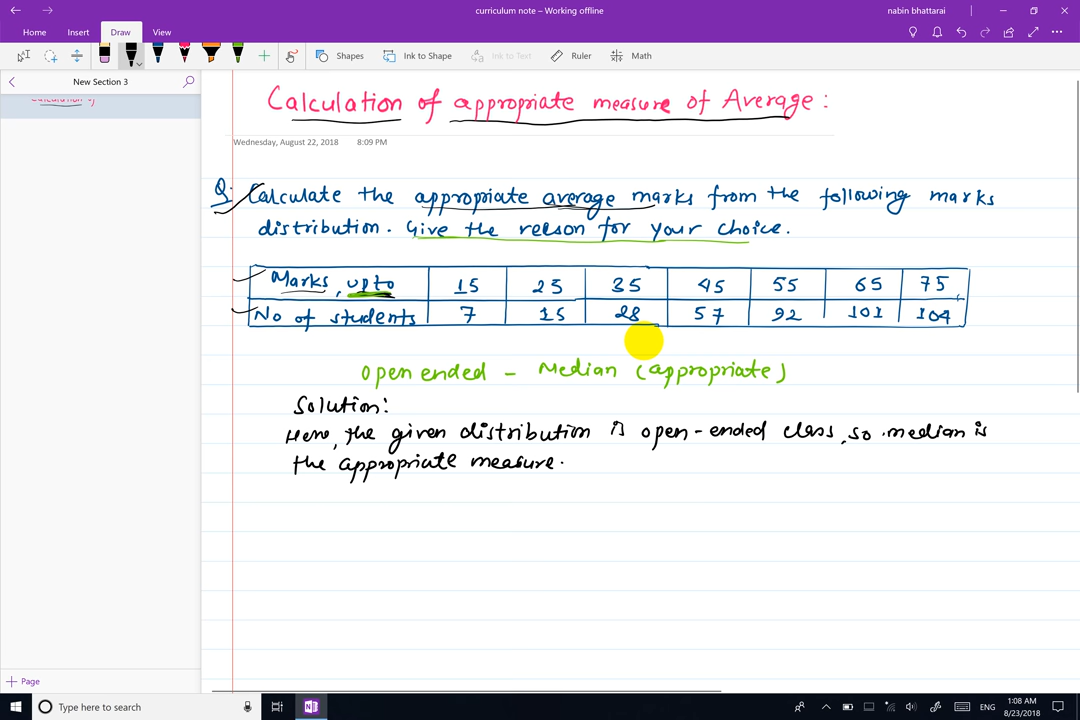 curriculum note – Working offline
nabin bhattarai
Home Insert Draw View
Shapes Ink to Shape Ink to Text Ruler Math
New Section 3
Calculation of
Calculation of appropriate measure of Average:
Wednesday, August 22, 2018 8:09 PM
Q: Calculate the appropriate average marks from the following marks
distribution. Give the reason for your choice.
Marks, upto 15 25 35 45 55 65 75
No of students 7 15 28 57 92 101 104
Open ended - Median (appropriate)
Solution:
Here, the given distribution is open-ended class, so median is
the appropriate measure.
+ Page
Type here to search
ENG
1:08 AM
8/23/2018